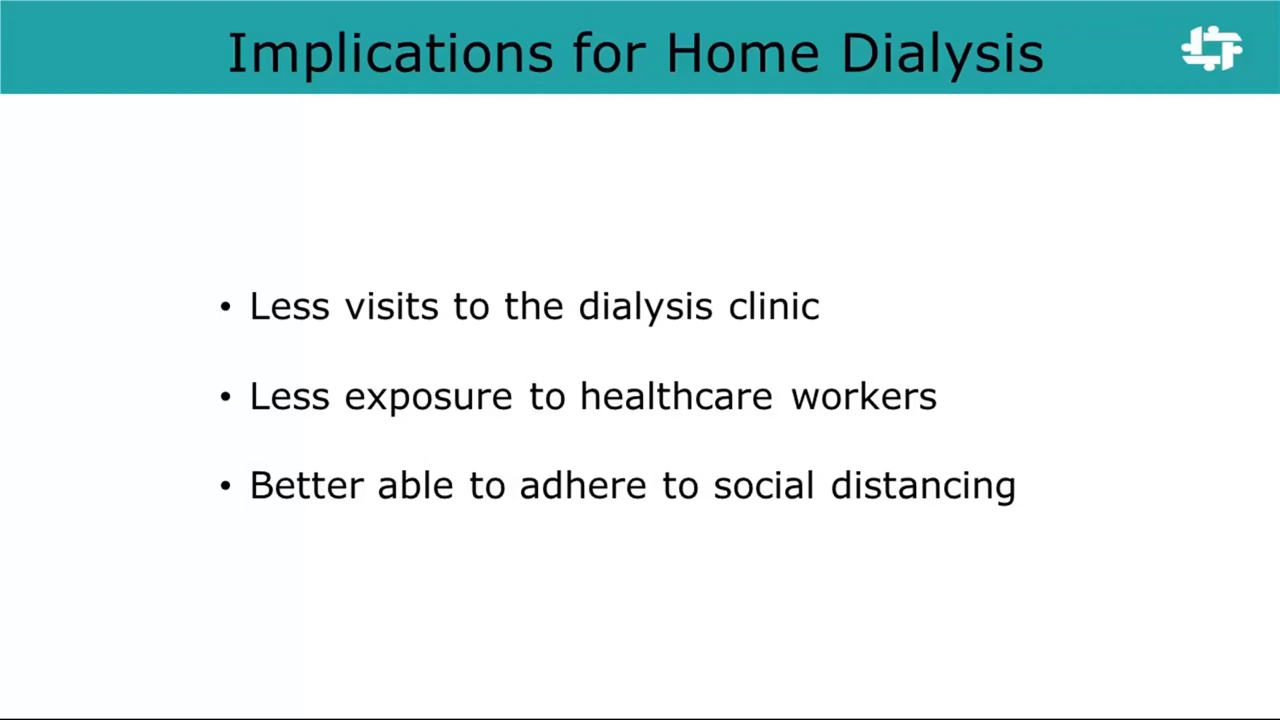 Implications for Home Dialysis
• Less visits to the dialysis clinic
• Less exposure to healthcare workers
• Better able to adhere to social distancing